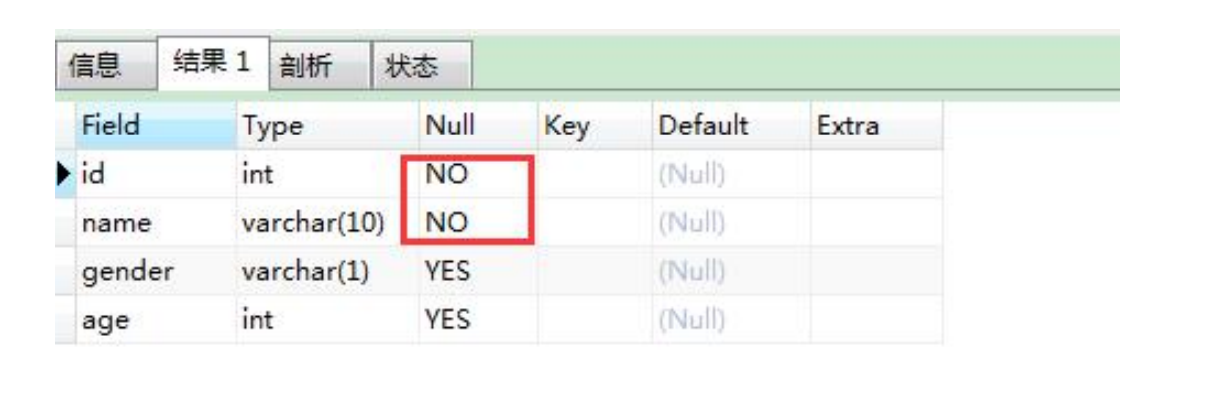 信息 结果 1 剖析 状态
Field Type Null Key Default Extra
id int NO (Null)
name varchar(10) NO (Null)
gender varchar(1) YES (Null)
age int YES (Null)